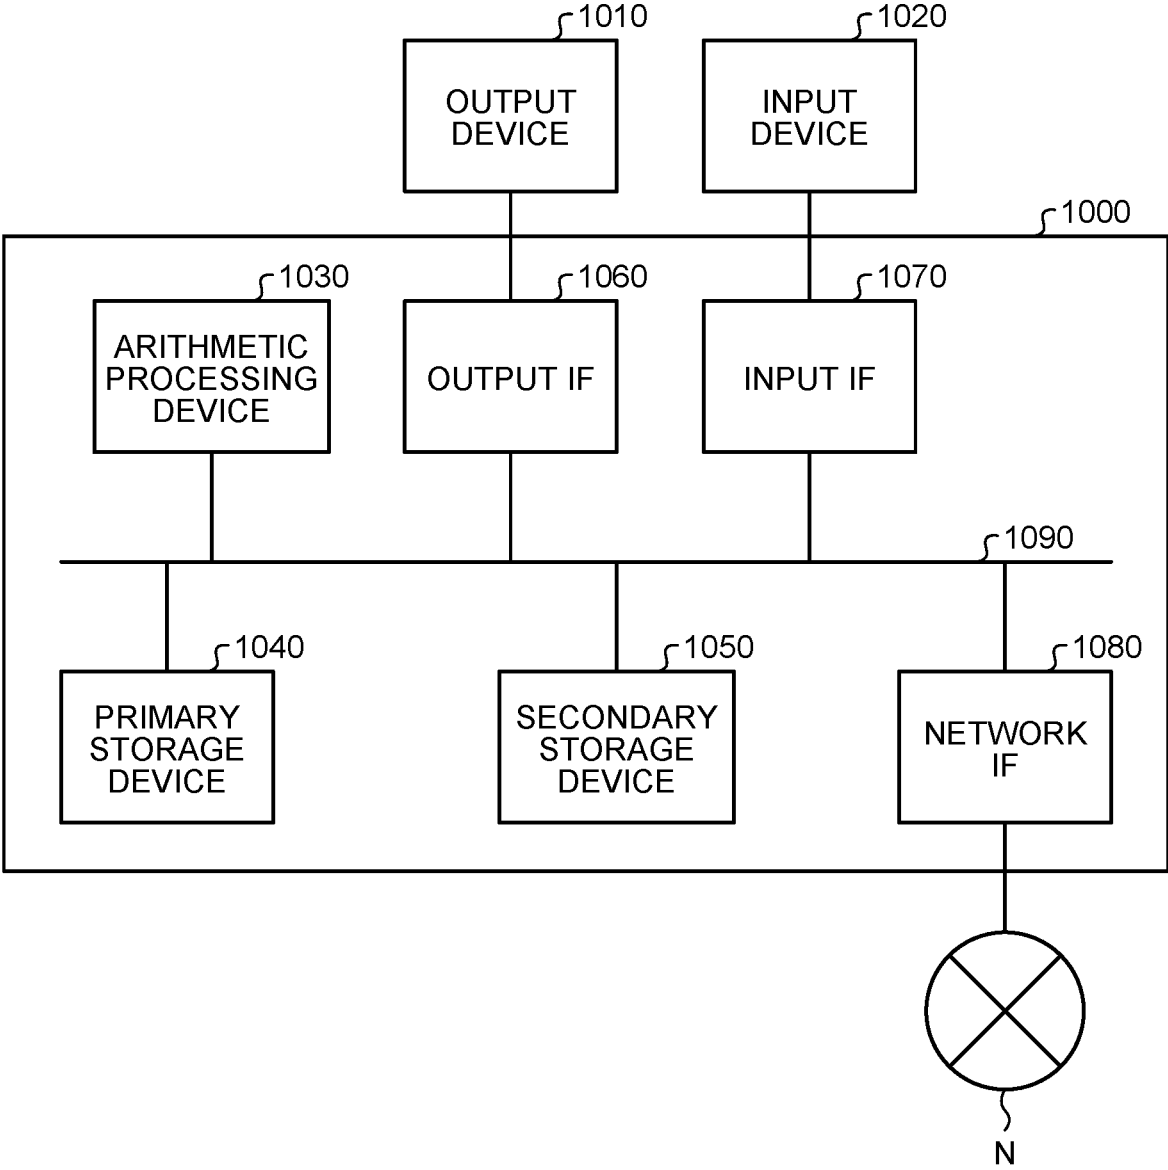 1010
1020
OUTPUT
DEVICE
INPUT
DEVICE
1000
1030
1060
1070
ARITHMETIC
PROCESSING
DEVICE
OUTPUT IF
INPUT IF
1090
1040
1050
1080
PRIMARY
STORAGE
DEVICE
SECONDARY
STORAGE
DEVICE
NETWORK
IF
N